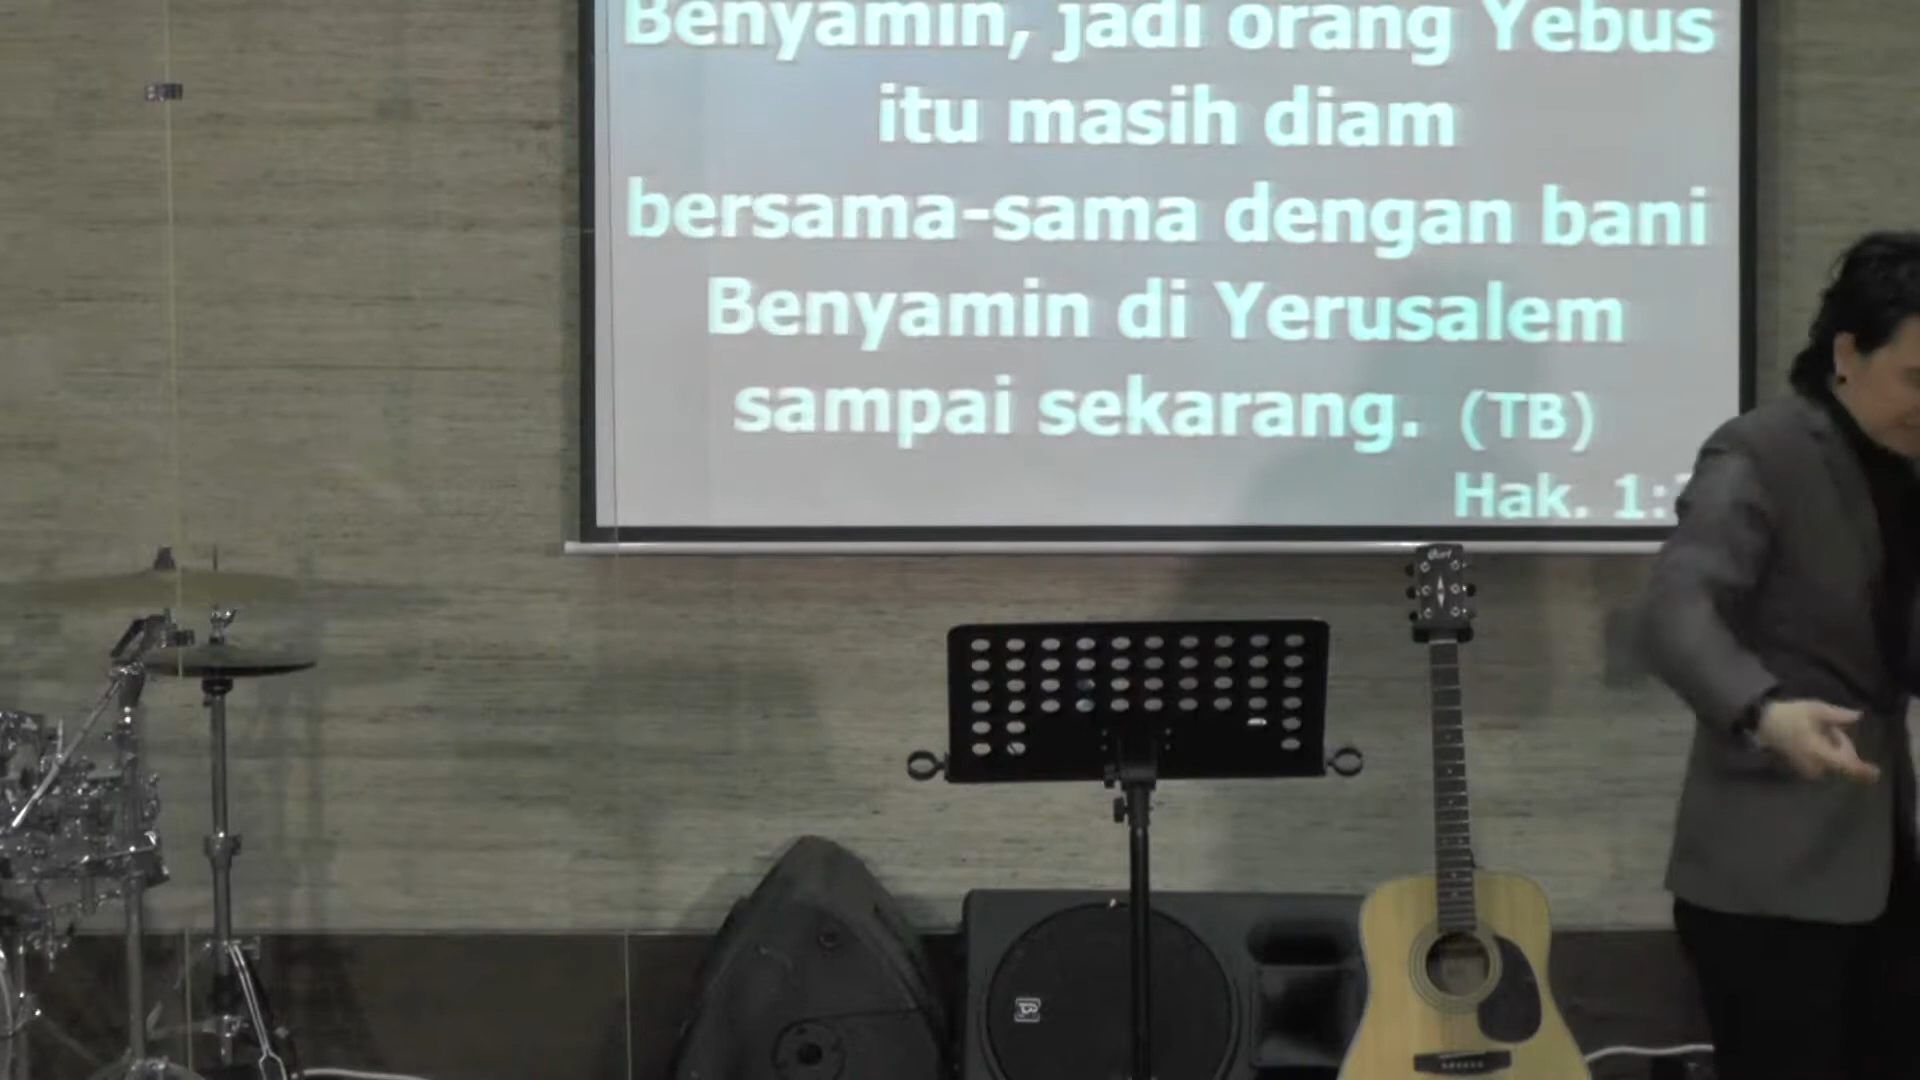 Benyamin, jadi orang Yebus
itu masih diam
bersama-sama dengan bani
Benyamin di Yerusalem
sampai sekarang. (TB)
Hak. 1:
Cort